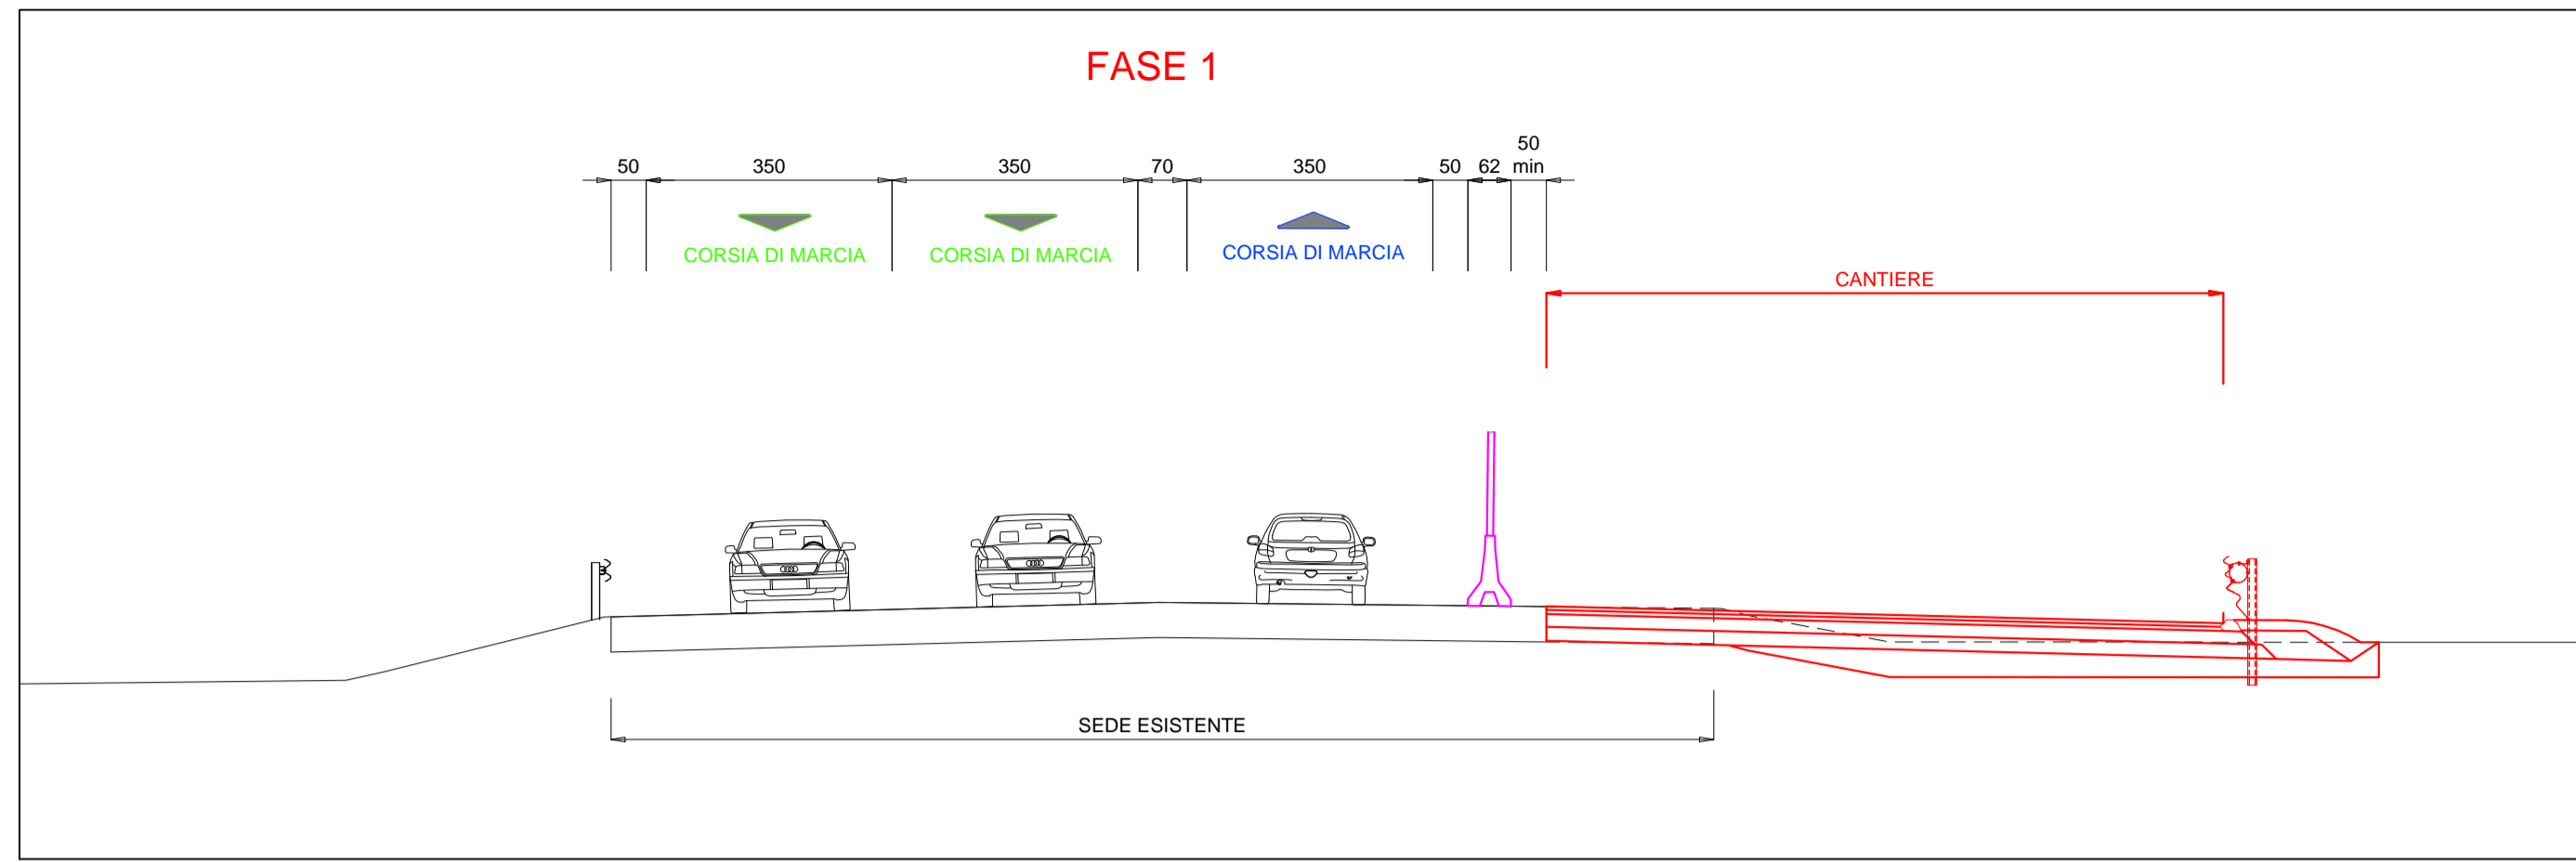 FASE 1
50 350 350 70 350 50 62 50
min
CORSIA DI MARCIA CORSIA DI MARCIA CORSIA DI MARCIA
CANTIERE
SEDE ESISTENTE